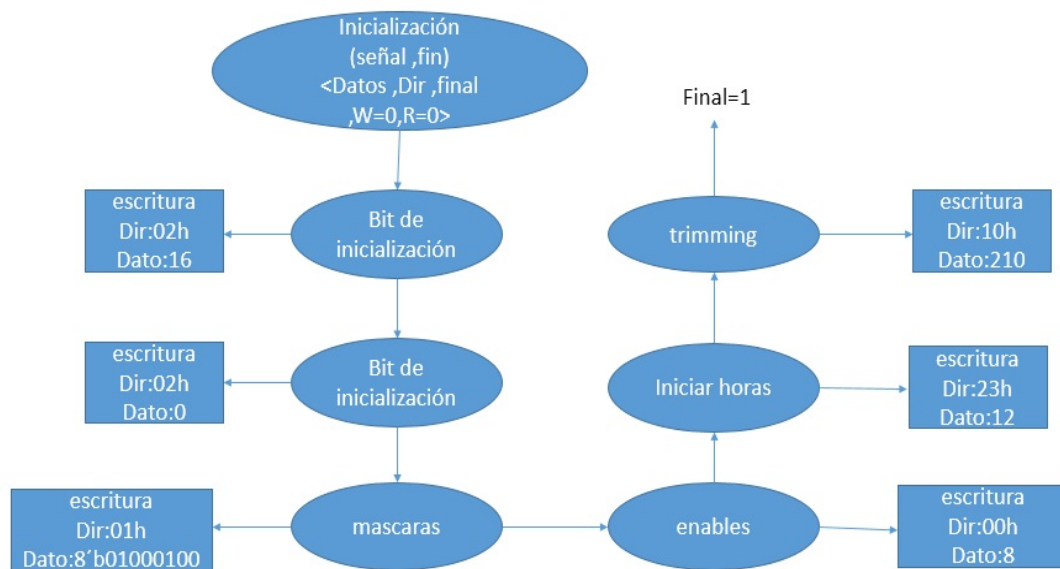 Inicialización
(señal ,fin)
<Datos ,Dir ,final
,W=0,R=0>
escritura
Dir:02h
Dato:16
Bit de
inicialización
escritura
Dir:02h
Dato:0
Bit de
inicialización
escritura
Dir:01h
Dato:8´b01000100
mascaras
enables
escritura
Dir:00h
Dato:8
Iniciar horas
escritura
Dir:23h
Dato:12
trimming
escritura
Dir:10h
Dato:210
Final=1